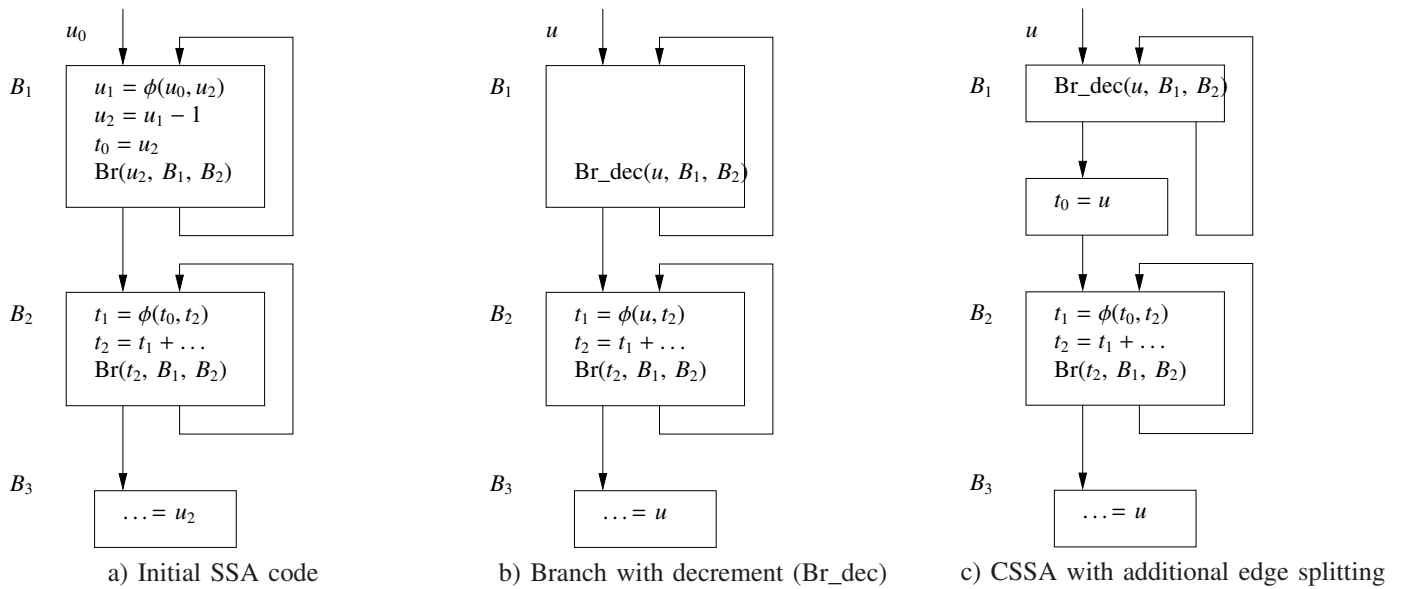 u₀
B₁
u₁ = ϕ(u₀, u₂)
u₂ = u₁ − 1
t₀ = u₂
Br(u₂, B₁, B₂)
B₂
t₁ = ϕ(t₀, t₂)
t₂ = t₁ + . . .
Br(t₂, B₁, B₂)
B₃
. . . = u₂
a) Initial SSA code
u
B₁
Br_dec(u, B₁, B₂)
B₂
t₁ = ϕ(u, t₂)
t₂ = t₁ + . . .
Br(t₂, B₁, B₂)
B₃
. . . = u
b) Branch with decrement (Br_dec)
u
B₁
Br_dec(u, B₁, B₂)
t₀ = u
B₂
t₁ = ϕ(t₀, t₂)
t₂ = t₁ + . . .
Br(t₂, B₁, B₂)
B₃
. . . = u
c) CSSA with additional edge splitting